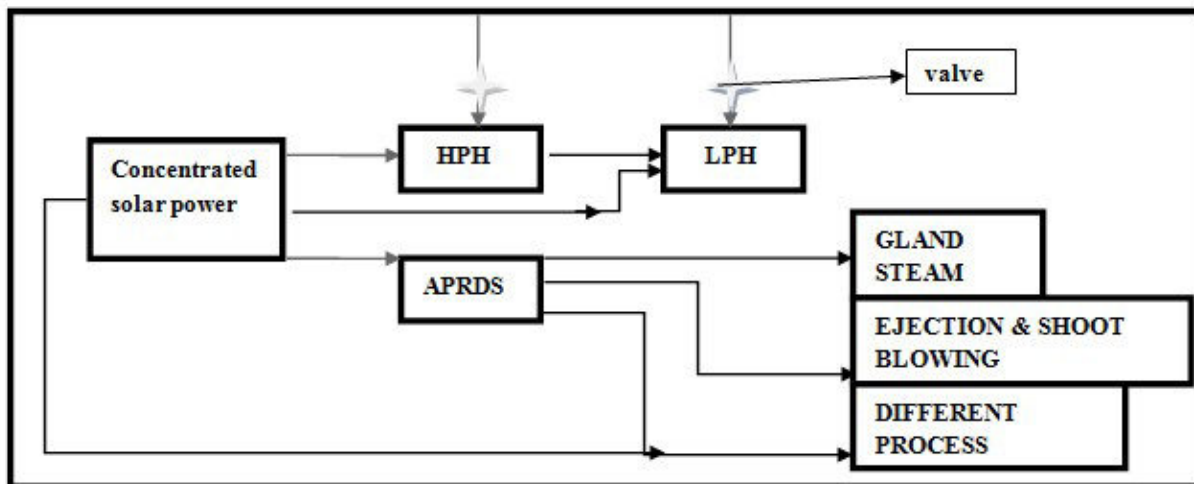 valve
HPH
LPH
Concentrated
solar power
GLAND
STEAM
APRDS
EJECTION & SHOOT
BLOWING
DIFFERENT
PROCESS